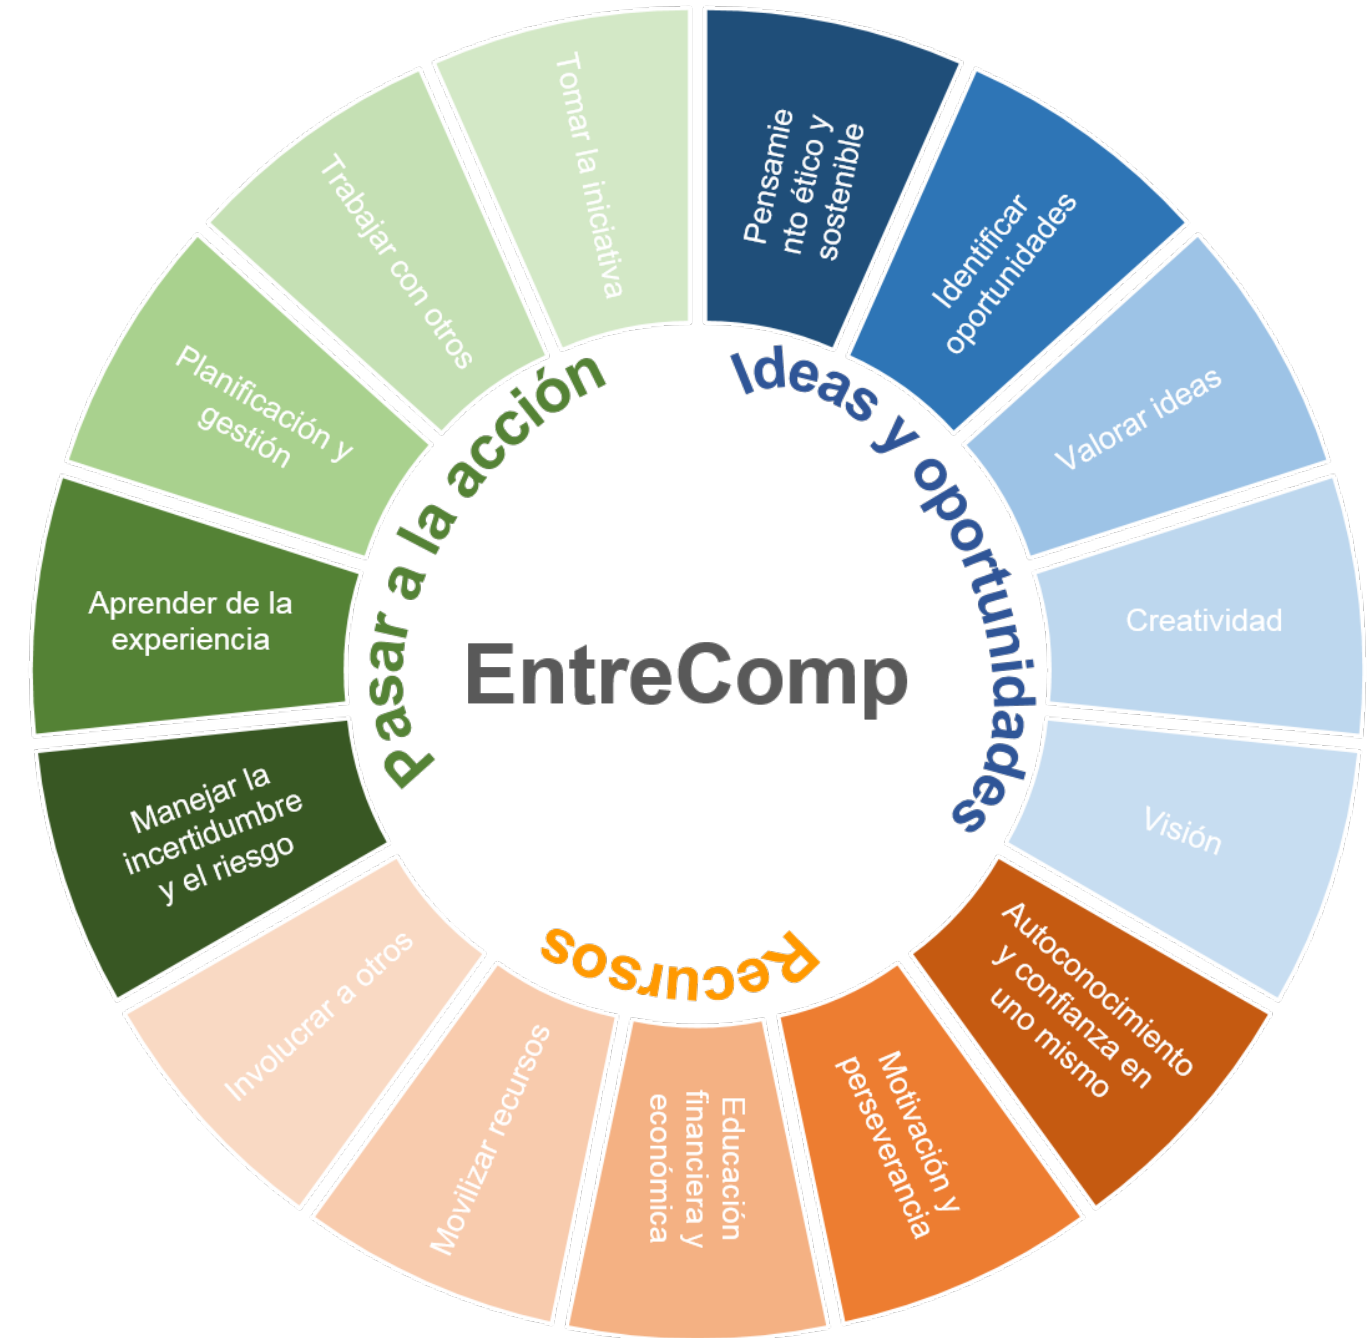 Pensamie
nto ético y
sostenible
Identificar
oportunidades
Valorar ideas
Creatividad
Visión
Autoconocimiento
y confianza en
uno mismo
Motivación y
perseverancia
Educación
financiera y
económica
Movilizar recursos
Involucrar a otros
Manejar la
incertidumbre
y el riesgo
Aprender de la
experiencia
Planificación y
gestión
Trabajar con otros
Tomar la iniciativa
Ideas y oportunidades
Recursos
Pasar a la acción
EntreComp